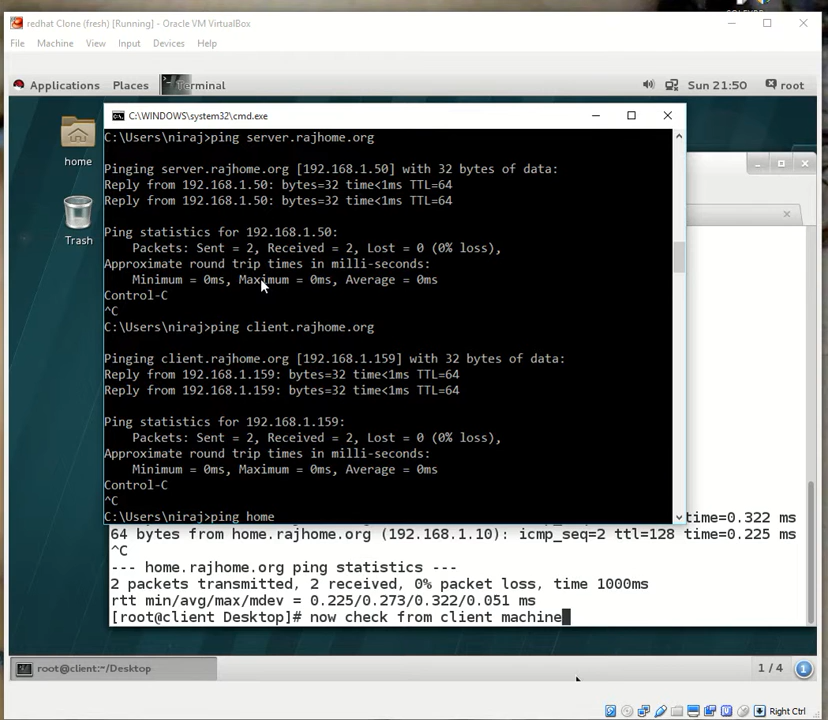 redhat Clone (fresh) [Running] - Oracle VM VirtualBox
File Machine View Input Devices Help
Applications Places Terminal Sun 21:50 root
home
Trash
C:\WINDOWS\system32\cmd.exe
C:\Users\niraj>ping server.rajhome.org
Pinging server.rajhome.org [192.168.1.50] with 32 bytes of data:
Reply from 192.168.1.50: bytes=32 time<1ms TTL=64
Reply from 192.168.1.50: bytes=32 time<1ms TTL=64
Ping statistics for 192.168.1.50:
Packets: Sent = 2, Received = 2, Lost = 0 (0% loss),
Approximate round trip times in milli-seconds:
Minimum = 0ms, Maximum = 0ms, Average = 0ms
Control-C
^C
C:\Users\niraj>ping client.rajhome.org
Pinging client.rajhome.org [192.168.1.159] with 32 bytes of data:
Reply from 192.168.1.159: bytes=32 time<1ms TTL=64
Reply from 192.168.1.159: bytes=32 time<1ms TTL=64
Ping statistics for 192.168.1.159:
Packets: Sent = 2, Received = 2, Lost = 0 (0% loss),
Approximate round trip times in milli-seconds:
Minimum = 0ms, Maximum = 0ms, Average = 0ms
Control-C
^C
C:\Users\niraj>ping home
time=0.322 ms
64 bytes from home.rajhome.org (192.168.1.10): icmp_seq=2 ttl=128 time=0.225 ms
^C
--- home.rajhome.org ping statistics ---
2 packets transmitted, 2 received, 0% packet loss, time 1000ms
rtt min/avg/max/mdev = 0.225/0.273/0.322/0.051 ms
[root@client Desktop]# now check from client machine
root@client:~/Desktop 1 / 4 1
Right Ctrl